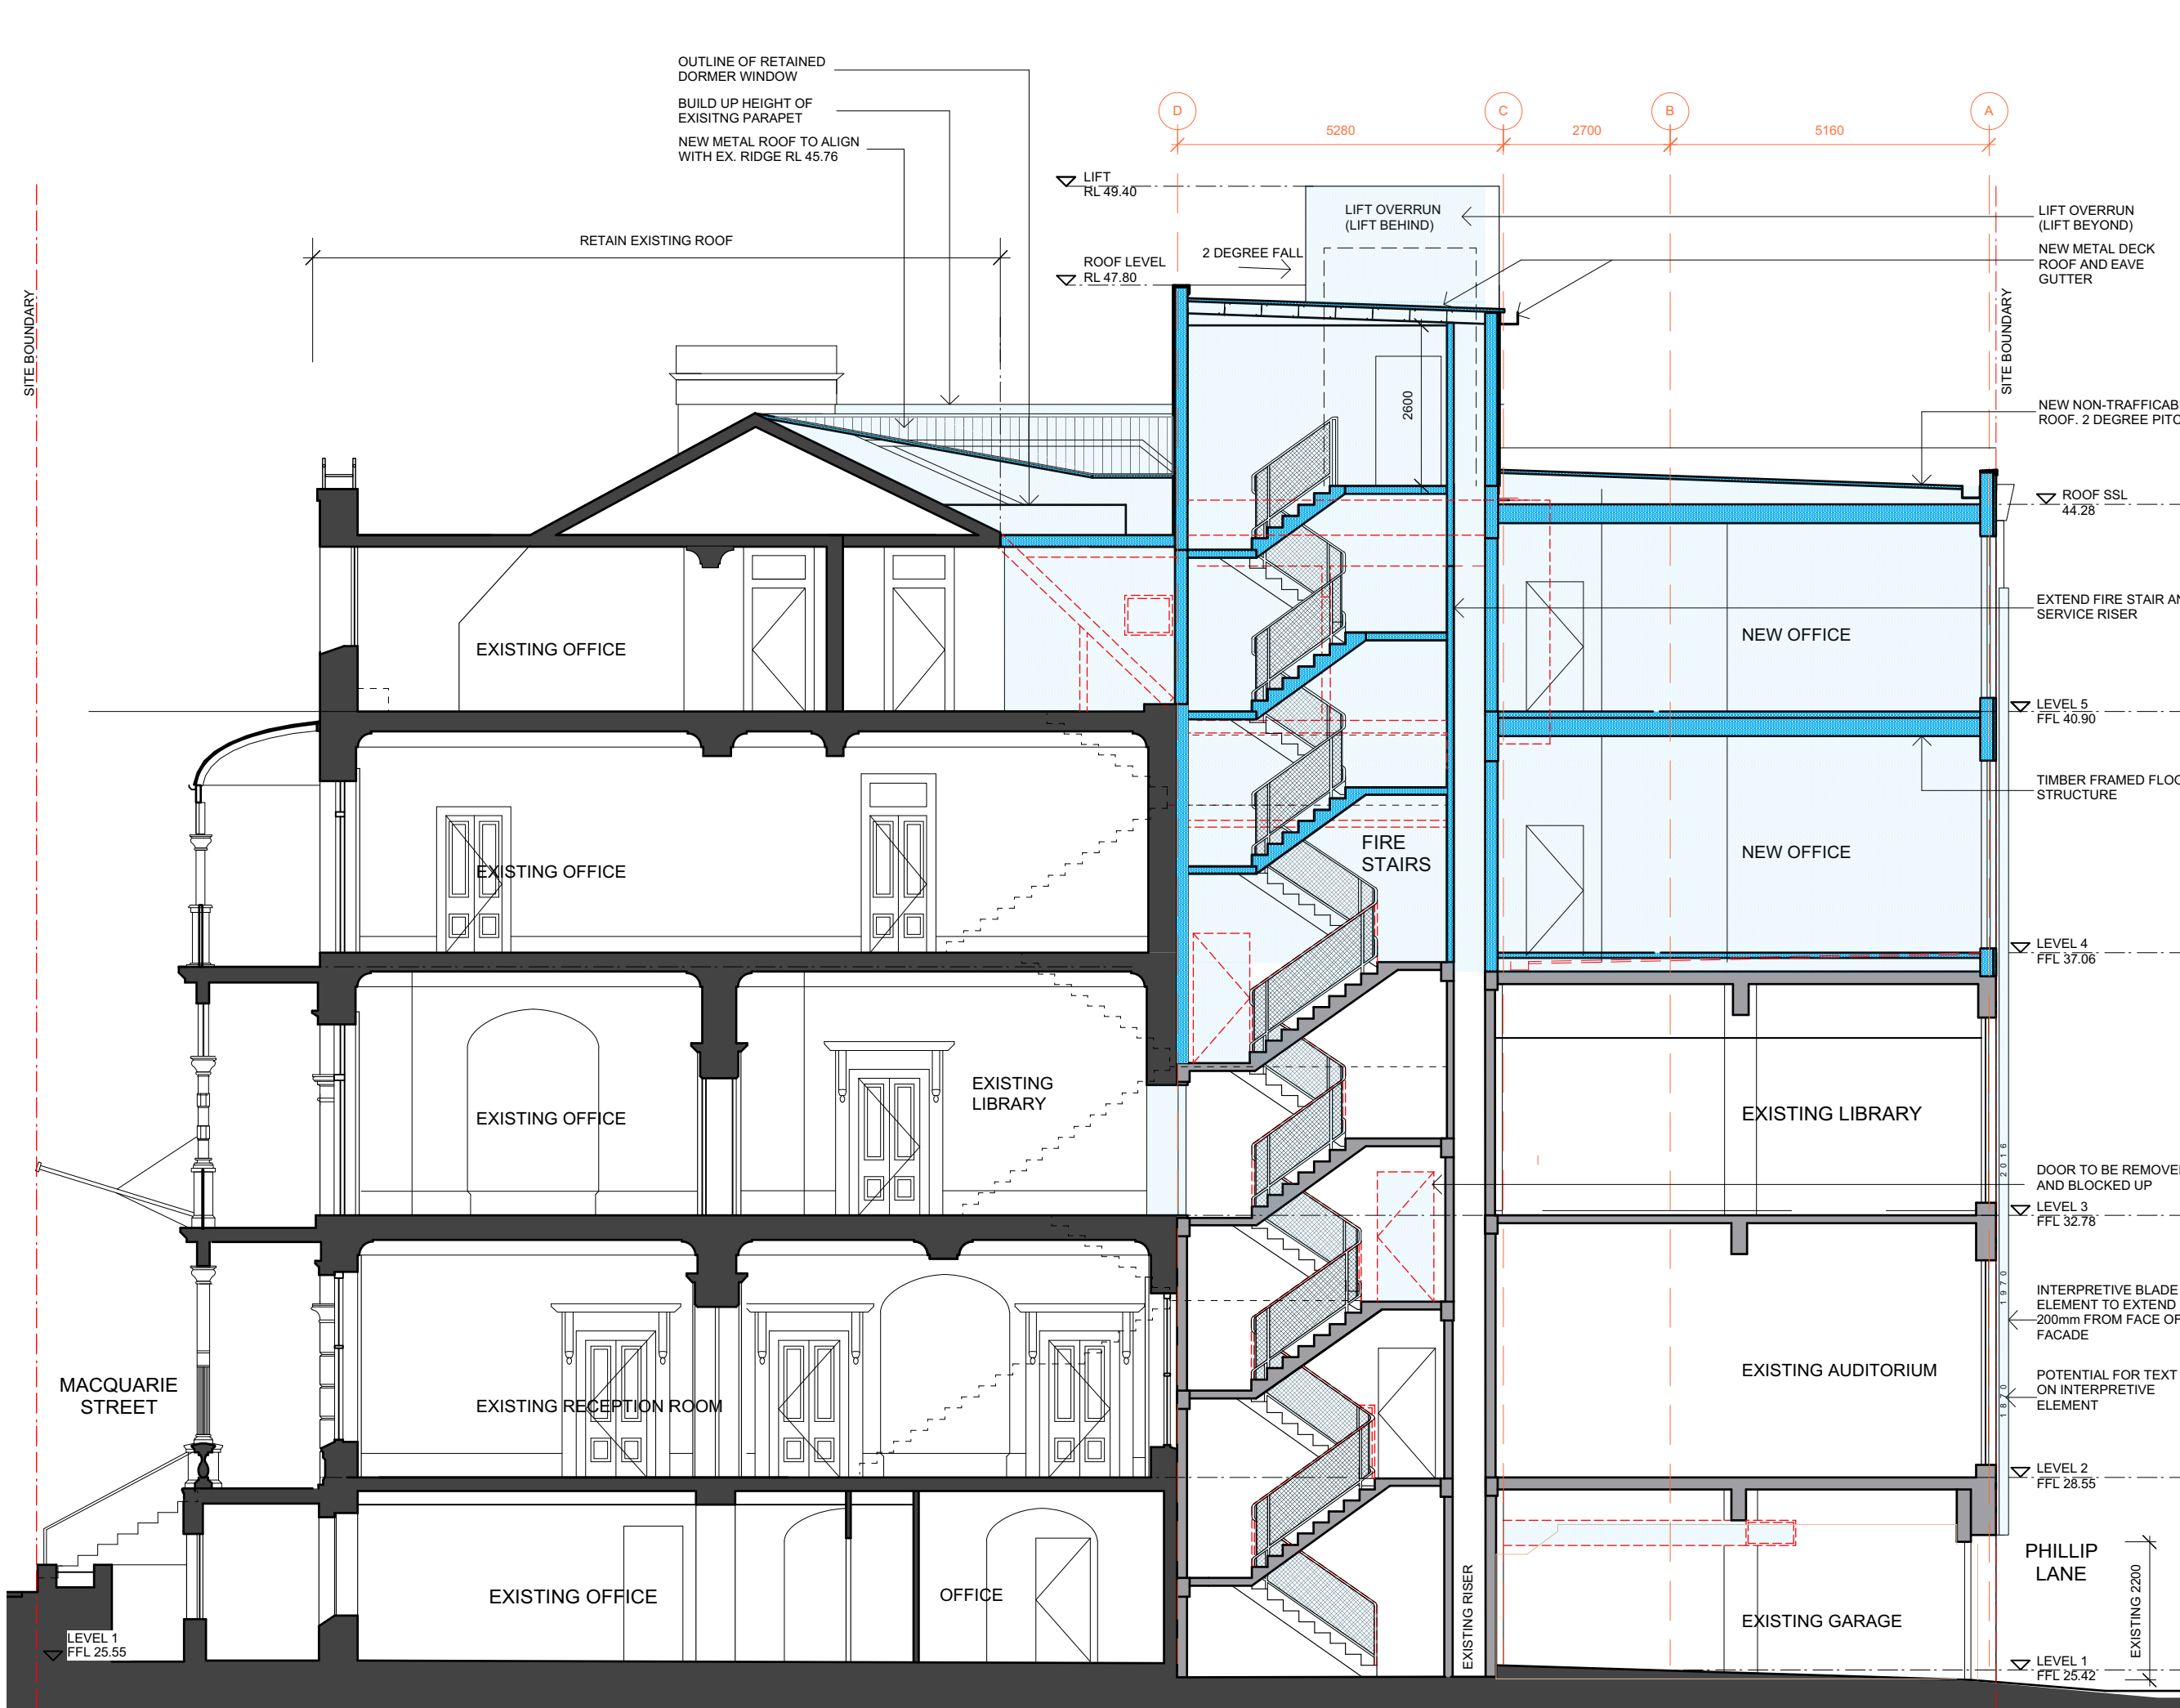 OUTLINE OF RETAINED
DORMER WINDOW
BUILD UP HEIGHT OF
EXISITNG PARAPET
NEW METAL ROOF TO ALIGN
WITH EX. RIDGE RL 45.76
D
C
B
A
5280
2700
5160
LIFT
RL 49.40
LIFT OVERRUN
(LIFT BEHIND)
LIFT OVERRUN
(LIFT BEYOND)
RETAIN EXISTING ROOF
2 DEGREE FALL
ROOF LEVEL
RL 47.80
NEW METAL DECK
ROOF AND EAVE
GUTTER
SITE BOUNDARY
SITE BOUNDARY
2600
NEW NON-TRAFFICAB
ROOF. 2 DEGREE PITC
ROOF SSL
44.28
EXTEND FIRE STAIR AN
SERVICE RISER
EXISTING OFFICE
NEW OFFICE
LEVEL 5
FFL 40.90
TIMBER FRAMED FLOO
STRUCTURE
FIRE
STAIRS
EXISTING OFFICE
NEW OFFICE
LEVEL 4
FFL 37.06
EXISTING OFFICE
EXISTING
LIBRARY
EXISTING LIBRARY
2016
DOOR TO BE REMOVED
AND BLOCKED UP
LEVEL 3
FFL 32.78
1970
INTERPRETIVE BLADE
ELEMENT TO EXTEND
200mm FROM FACE OF
FACADE
MACQUARIE
STREET
EXISTING RECEPTION ROOM
EXISTING AUDITORIUM
1870
POTENTIAL FOR TEXT
ON INTERPRETIVE
ELEMENT
LEVEL 2
FFL 28.55
PHILLIP
LANE
EXISTING OFFICE
OFFICE
EXISTING RISER
EXISTING GARAGE
EXISTING 2200
LEVEL 1
FFL 25.55
LEVEL 1
FFL 25.42